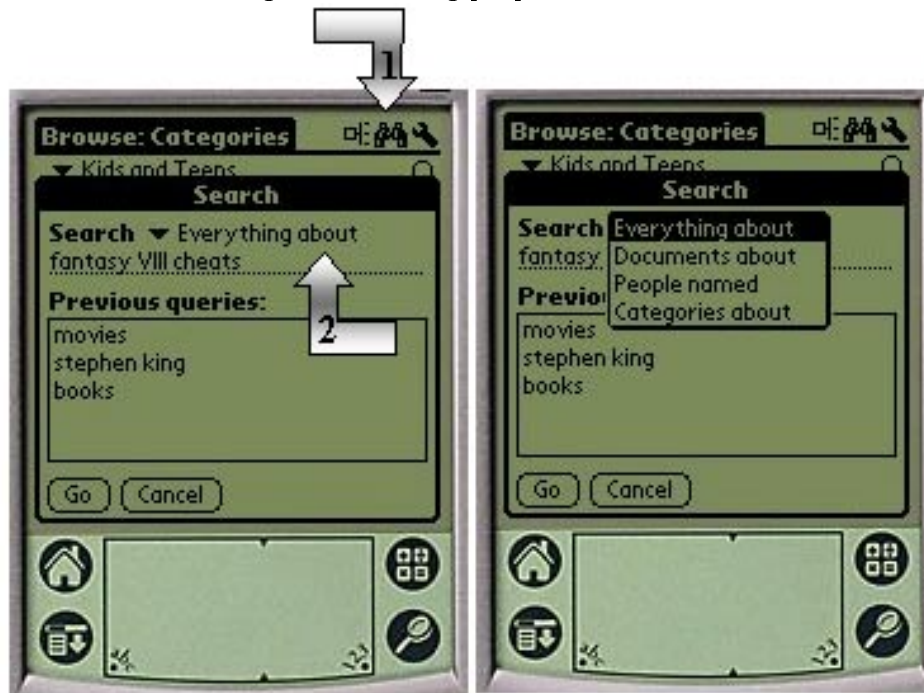 1
Browse: Categories
Kids and Teens
Search
Search Everything about
fantasy VIII cheats
Previous queries:
2
movies
stephen king
books
Go Cancel
Browse: Categories
Kids and Teens
Search
Search Everything about
fantasy Documents about
People named
Previo
Categories about
movies
stephen king
books
Go Cancel